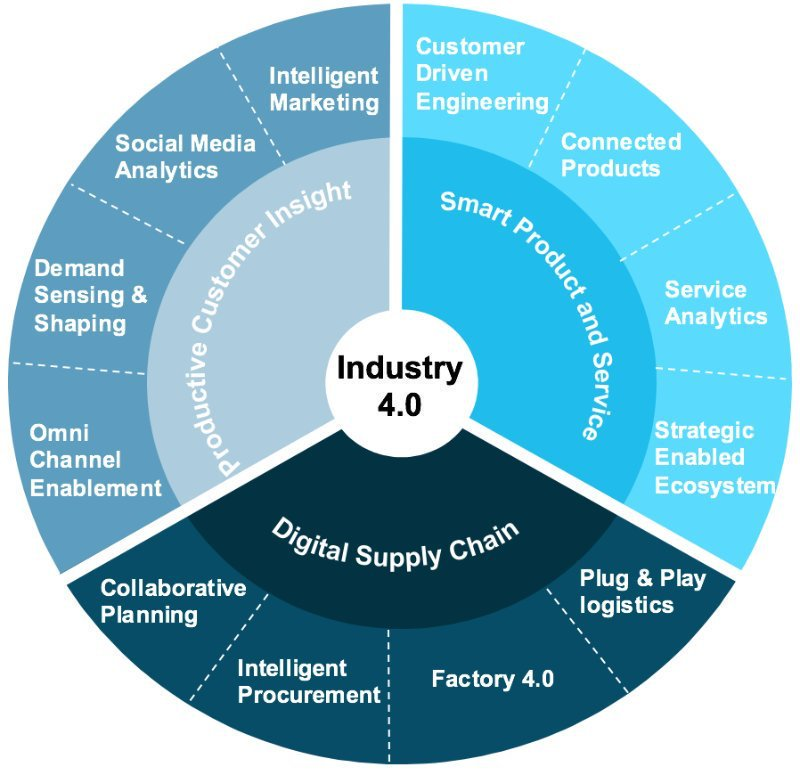 Industry
4.0
Smart Product and Service
Customer
Driven
Engineering
Connected
Products
Service
Analytics
Strategic
Enabled
Ecosystem
Digital Supply Chain
Plug & Play
logistics
Factory 4.0
Intelligent
Procurement
Collaborative
Planning
Productive Customer Insight
Omni
Channel
Enablement
Demand
Sensing &
Shaping
Social Media
Analytics
Intelligent
Marketing